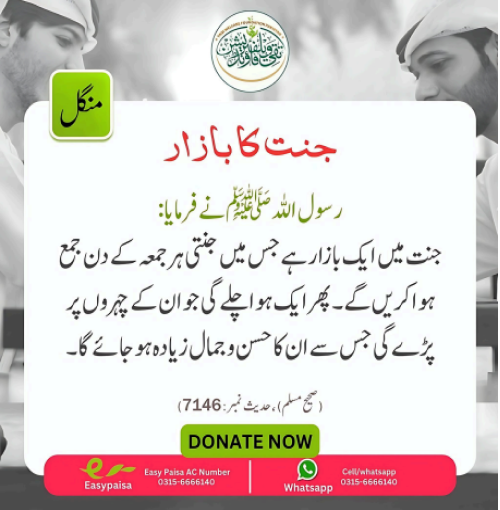 منگل
جنت کا بازار
رسول اللہ ﷺ نے فرمایا:
جنت میں ایک بازار ہے جس میں جنتی ہر جمعہ کے دن جمع
ہوا کریں گے۔ پھر ایک ہوا چلے گی جو ان کے چہروں پر
پڑے گی جس سے ان کا حسن و جمال زیادہ ہو جائے گا۔
(صحیح مسلم)، حدیث نمبر: 7146)
DONATE NOW
Easypaisa
Easy Paisa AC Number
0315-6666140
Whatsapp
Cell/whatsapp
0315-6666140